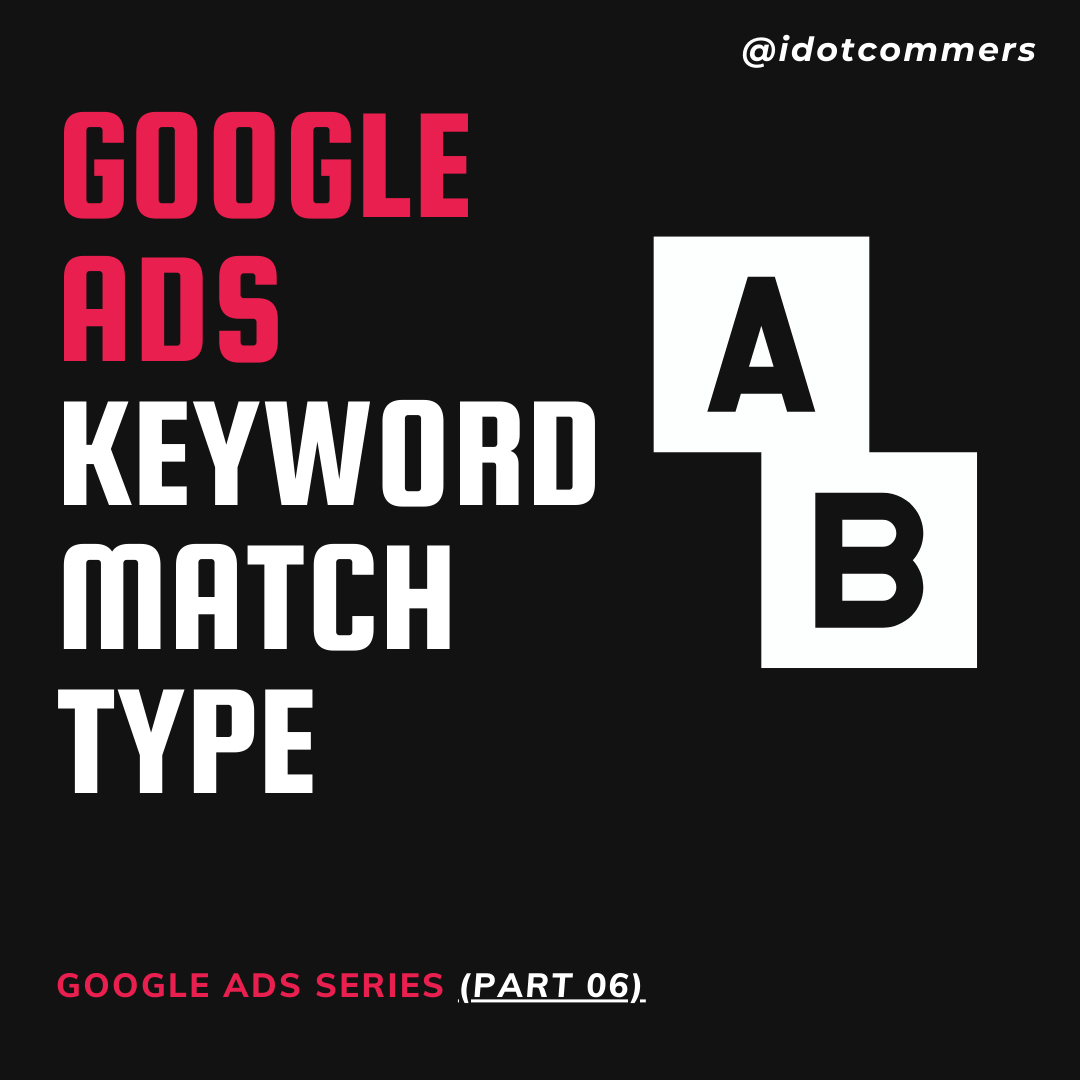 @idotcommers
GOOGLE
ADS
KEYWORD
MATCH
TYPE
A
B
GOOGLE ADS SERIES (PART 06)